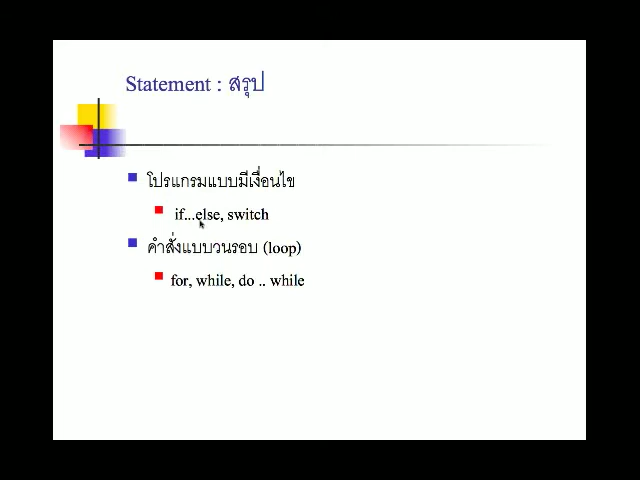 Statement : สรุป
โปรแกรมแบบมีเงื่อนไข
if...else, switch
คำสั่งแบบวนรอบ (loop)
for, while, do .. while